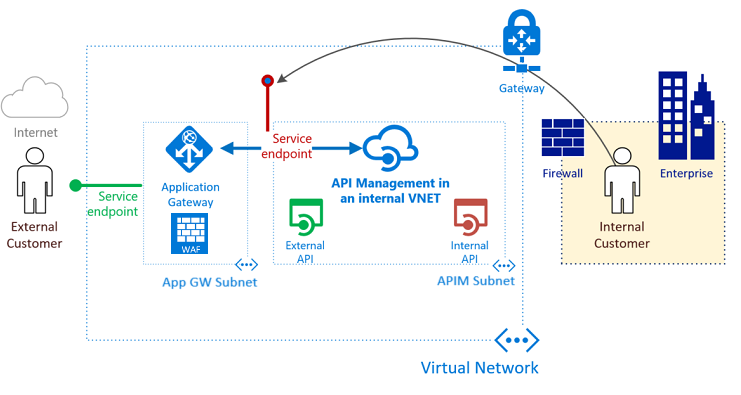 Gateway
Internet
External
Customer
Service
endpoint
Application
Gateway
WAF
App GW Subnet
Service
endpoint
API Management in
an internal VNET
External
API
Internal
API
APIM Subnet
Virtual Network
Firewall
Enterprise
Internal
Customer